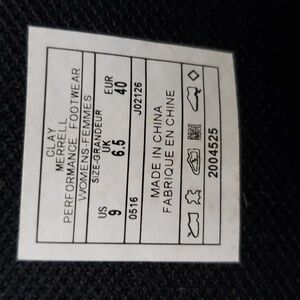 CLAY
MERRELL
PERFORMANCE FOOTWEAR
WOMENS-FEMMES
SIZE-GRANDEUR
US UK EUR
9 6.5 40
0516 J02126
MADE IN CHINA
FABRIQUE EN CHINE
2004525